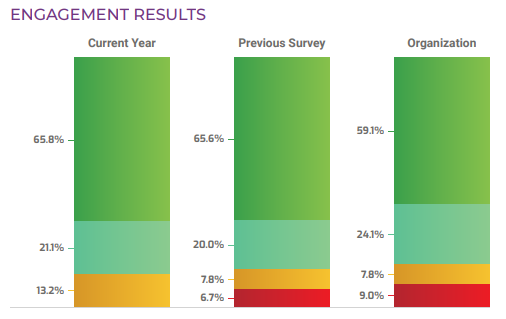 ENGAGEMENT RESULTS
Current Year Previous Survey Organization
65.8% 65.6% 59.1%
21.1% 20.0% 24.1%
13.2% 7.8% 7.8%
6.7% 9.0%